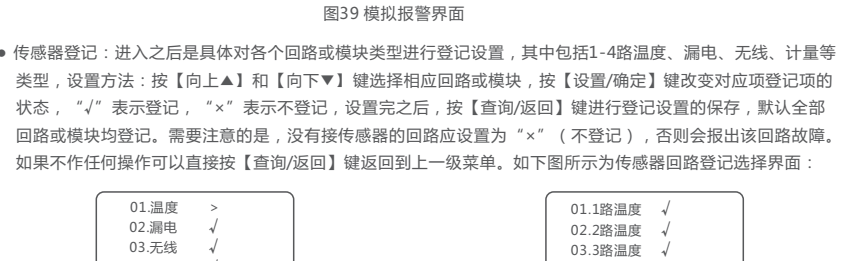 图39 模拟报警界面
● 传感器登记：进入之后是具体对各个回路或模块类型进行登记设置，其中包括1-4路温度、漏电、无线、计量等
类型，设置方法：按【向上▲】和【向下▼】键选择相应回路或模块，按【设置/确定】键改变对应项登记项的
状态，“√”表示登记，“×”表示不登记，设置完之后，按【查询/返回】键进行登记设置的保存，默认全部
回路或模块均登记。需要注意的是，没有接传感器的回路应设置为“×”（不登记），否则会报出该回路故障。
如果不作任何操作可以直接按【查询/返回】键返回到上一级菜单。如下图所示为传感器回路登记选择界面：
01.温度 >
02.漏电 √
03.无线 √
01.1路温度 √
02.2路温度 √
03.3路温度 √